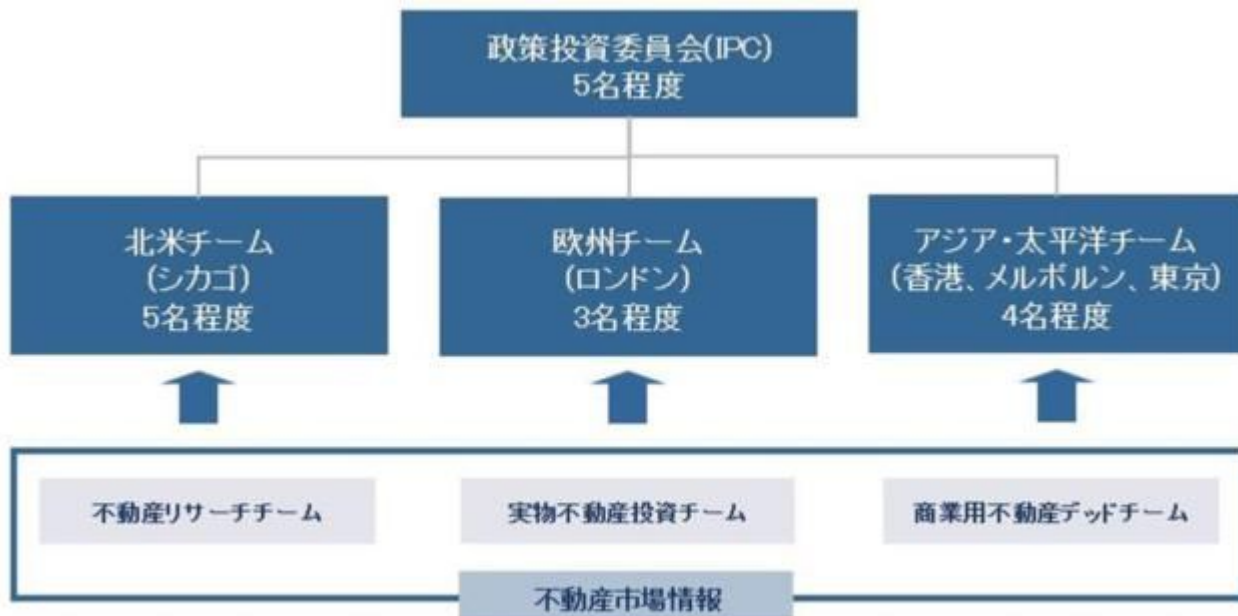 政策投資委員会(IPC)
5名程度
北米チーム
(シカゴ)
5名程度
欧州チーム
(ロンドン)
3名程度
アジア・太平洋チーム
(香港、メルボルン、東京)
4名程度
不動産リサーチチーム
実物不動産投資チーム
商業用不動産デッドチーム
不動産市場情報